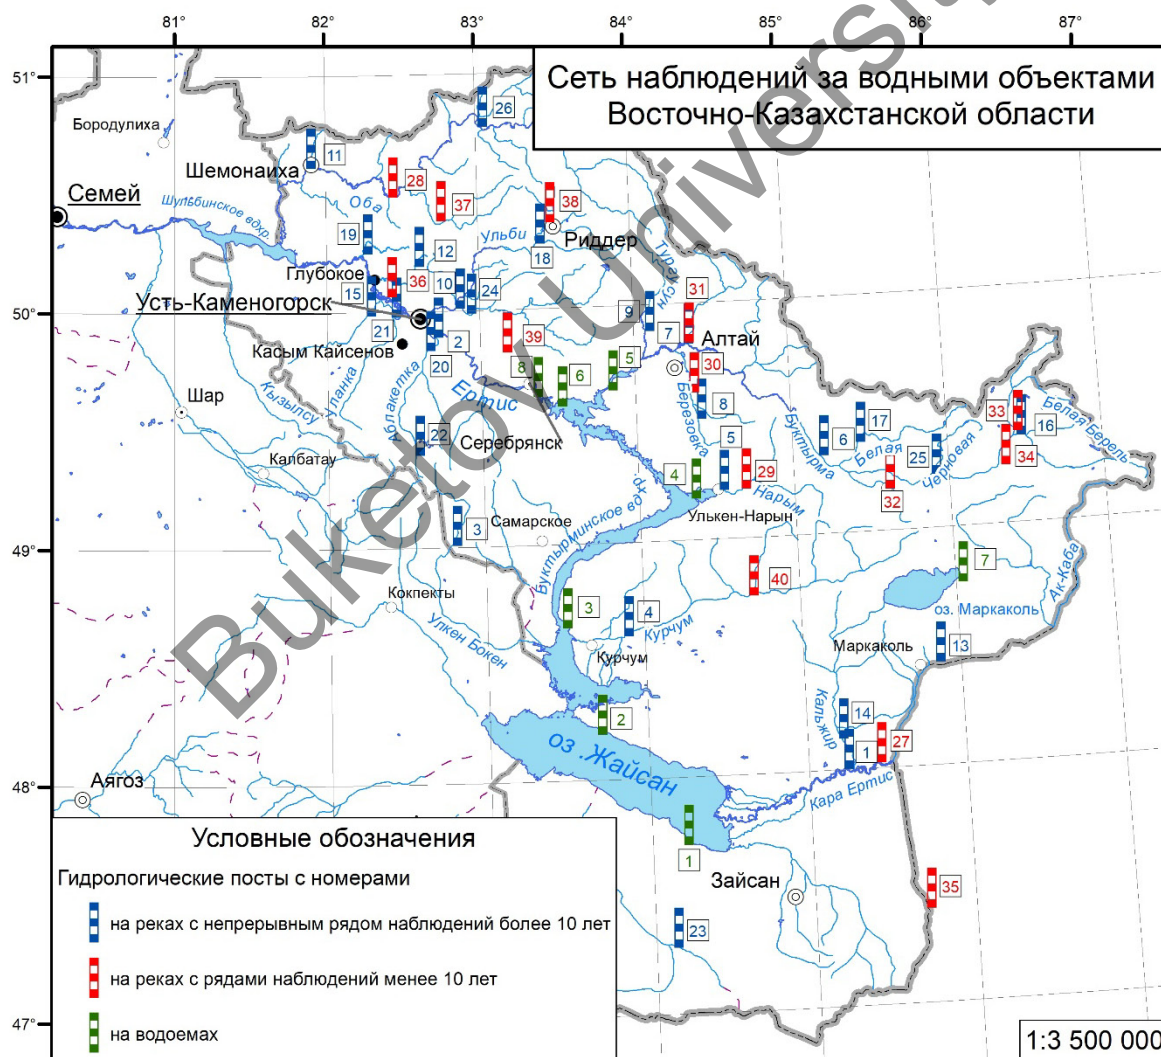 81° 82° 83° 84° 85° 86° 87°
Сеть наблюдений за водными объектами
Восточно-Казахстанской области
51°
26
Бородулиха
11
Шемонаиха
28
37
38
Семей
Оба
Шульбинское вдхр.
19
12
Ульби
18
Риддер
Тургусун
Глубокое
36
10
24
15
31
9
7
50°
Усть-Каменогорск
21
2
39
Алтай
Касым Кайсенов
20
8
6
5
30
Шар
Кызылсу
Уланка
Аблакетка
Ертис
8
Березовка
Буктырма
17
33
16
Белая Берель
22
Серебрянск
5
6
Белая
25
Черновая
34
Калбатау
4
29
Нарым
32
3
Самарское
Буктырминское вдхр.
Улькен-Нарын
49°
7
Ак-Каба
40
Кокпекты
3
4
Курчум
оз. Маркаколь
Улкен Бокен
Курчум
Маркаколь
13
14
Кальжир
2
27
1
оз .Жайсан
48°
Аягоз
Кара Ертис
1
Зайсан
35
23
47°
Условные обозначения
Гидрологические посты с номерами
на реках с непрерывным рядом наблюдений более 10 лет
на реках с рядами наблюдений менее 10 лет
на водоемах
1:3 500 000
Buketov University